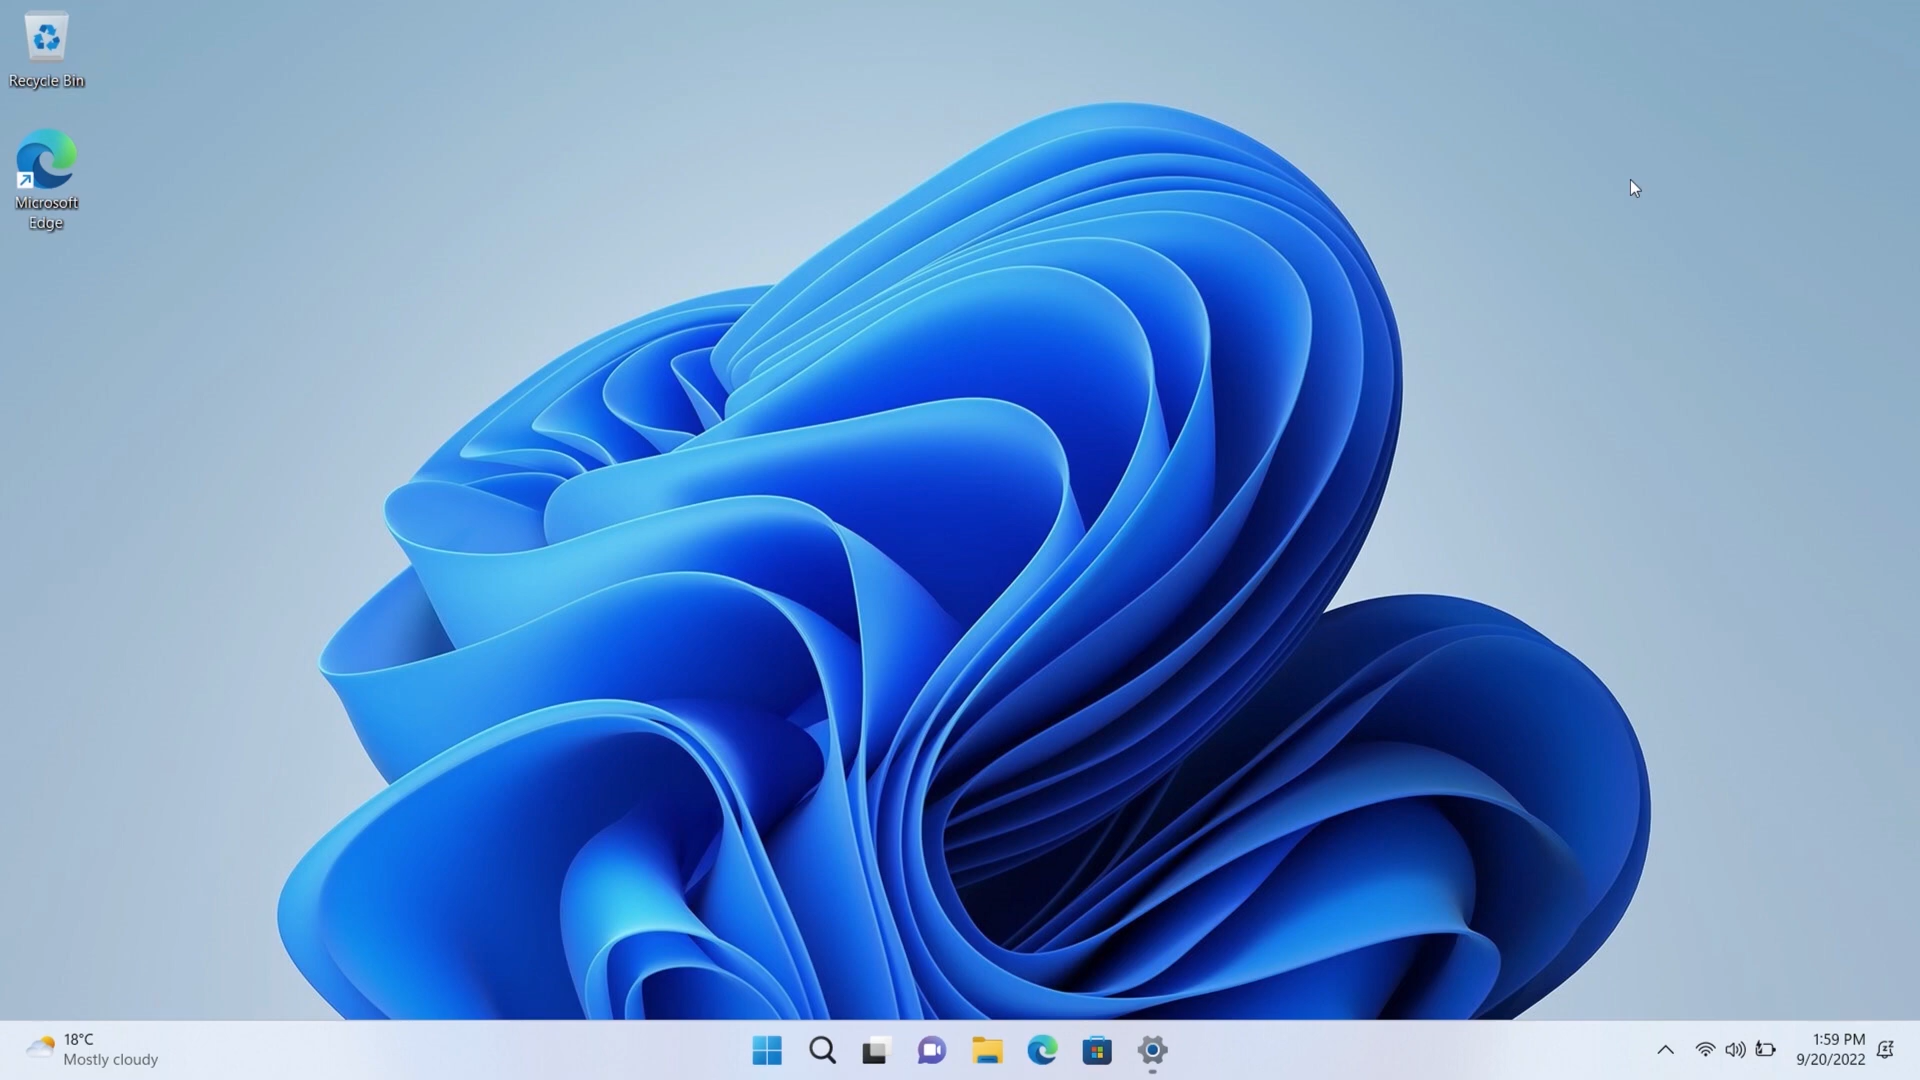 Recycle Bin
Microsoft
Edge
18°C
Mostly cloudy
1:59 PM
9/20/2022